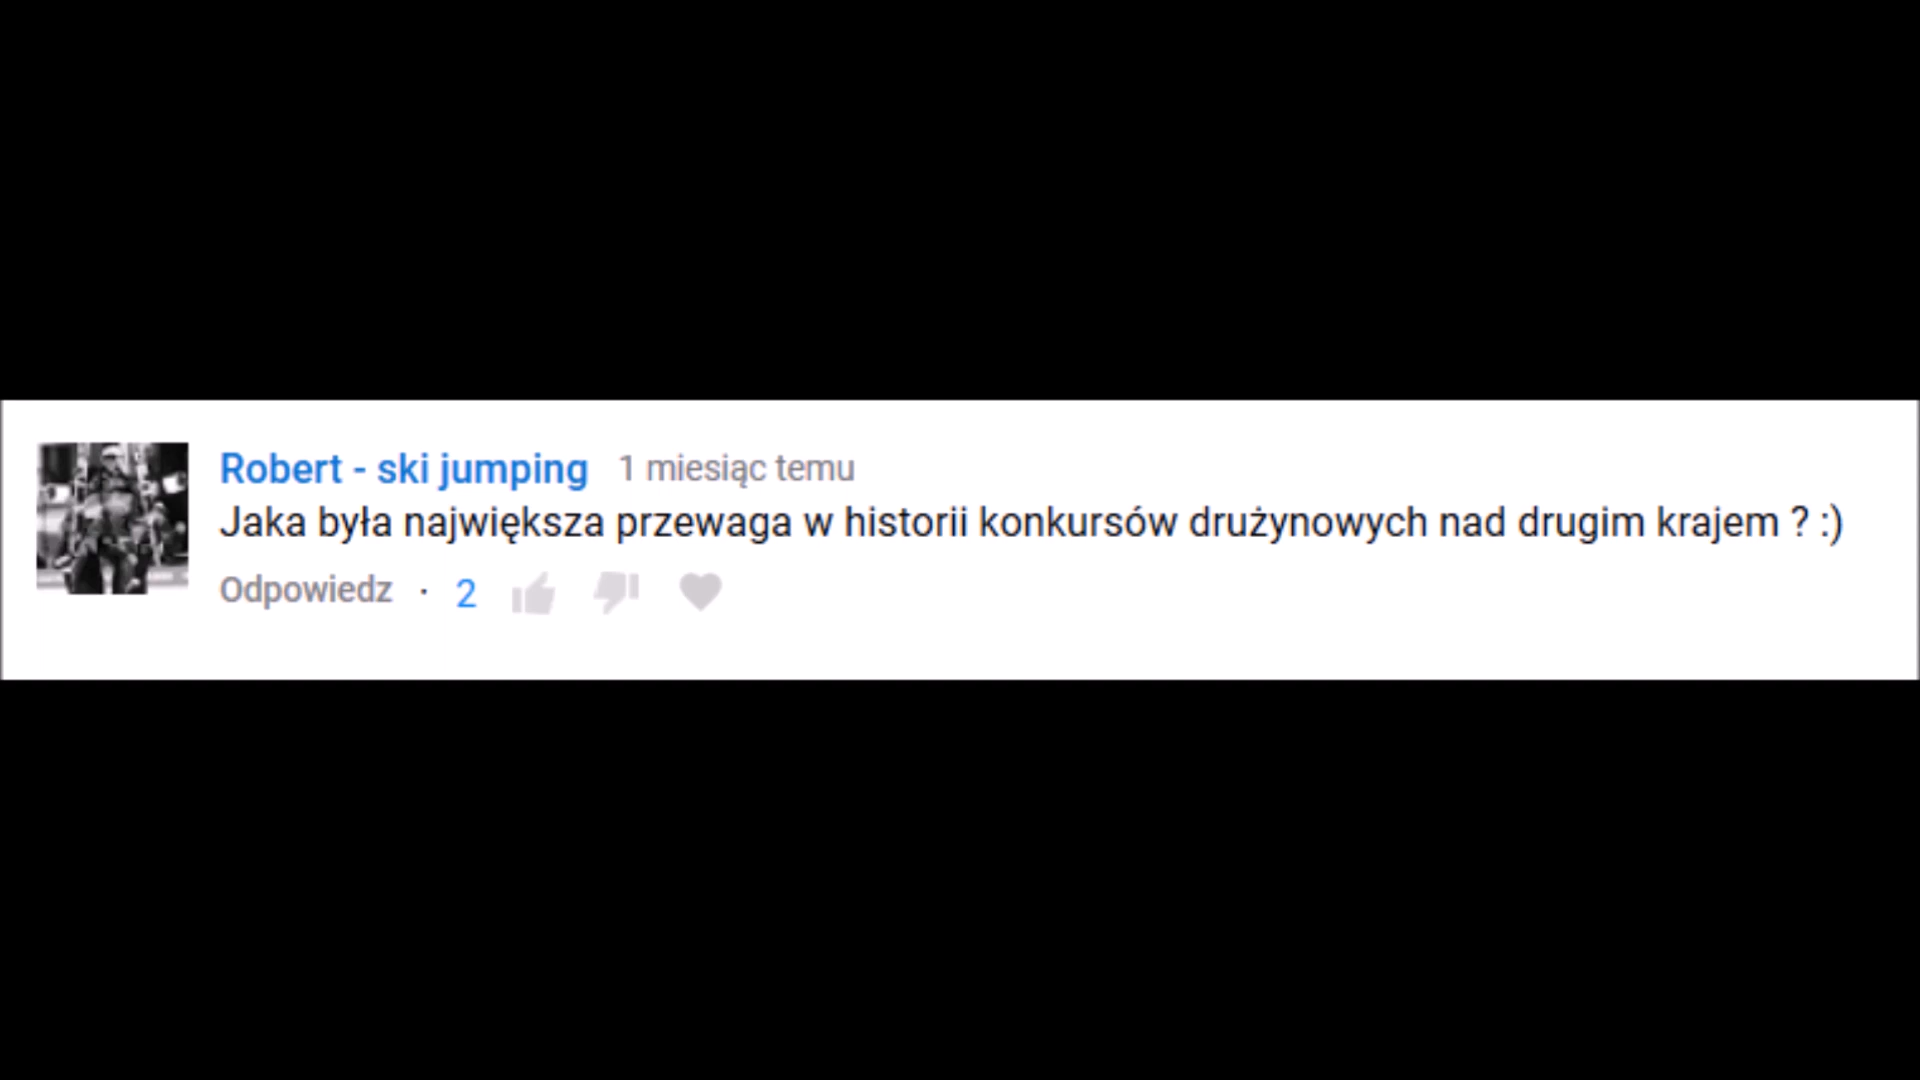 Robert - ski jumping 1 miesiąc temu
Jaka była największa przewaga w historii konkursów drużynowych nad drugim krajem ? :)
Odpowiedz · 2